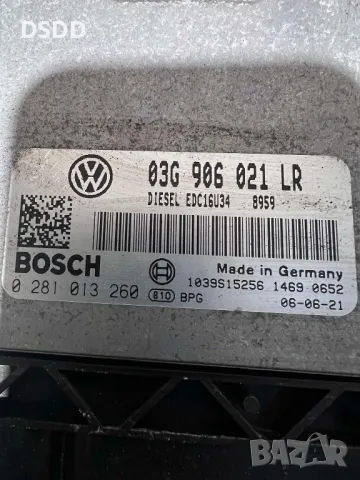 DSDD
03G 906 021 LR
DIESEL EDC16U34 8959
BOSCH
Made in Germany
0 281 013 260 810 BPG
1039S15256 1469 0652
06-06-21
BAZAR